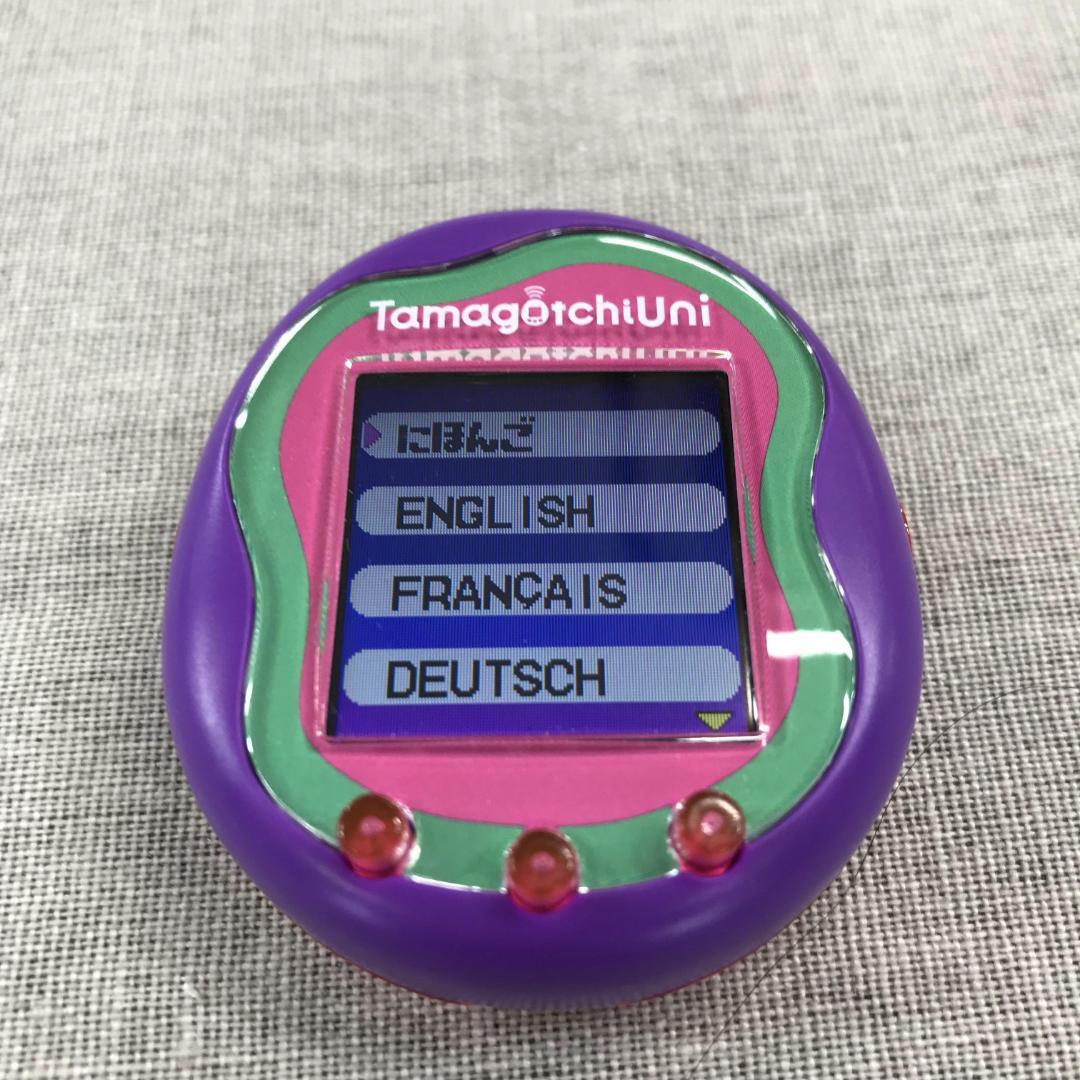 TamagotchiUni
にほんご
ENGLISH
FRANÇAIS
DEUTSCH